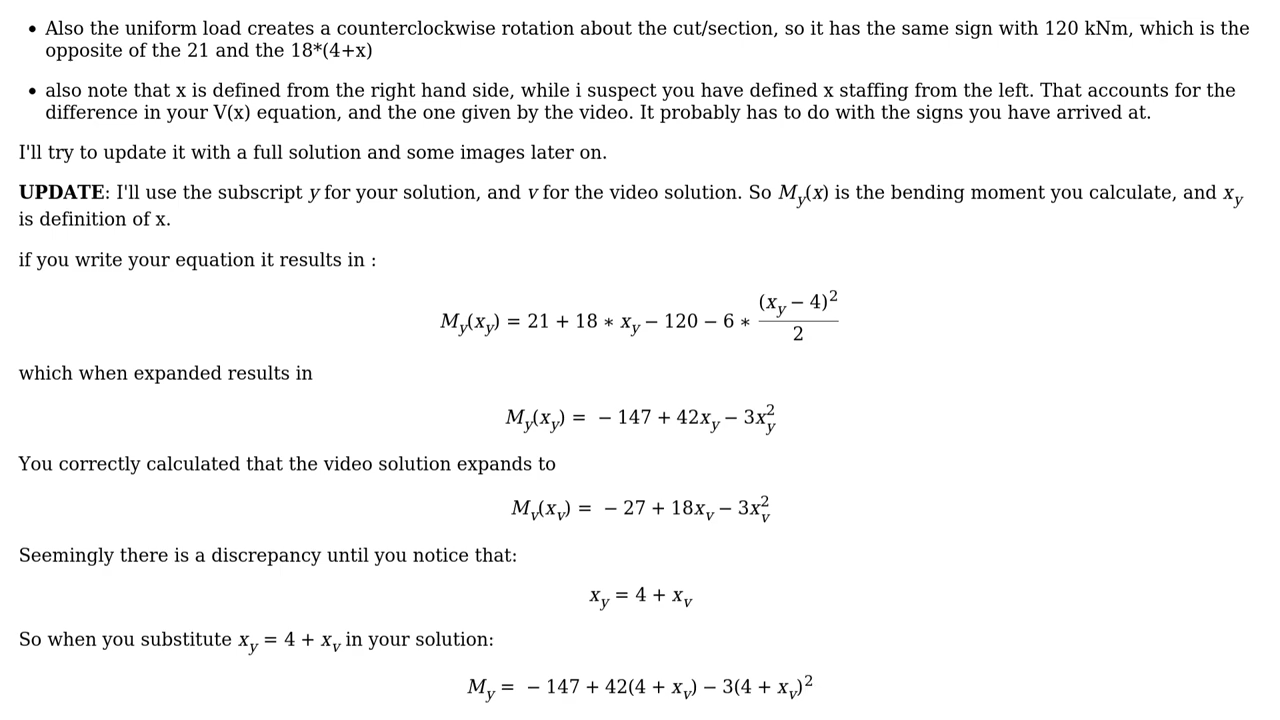 • Also the uniform load creates a counterclockwise rotation about the cut/section, so it has the same sign with 120 kNm, which is the
opposite of the 21 and the 18*(4+x)
• also note that x is defined from the right hand side, while i suspect you have defined x staffing from the left. That accounts for the
difference in your V(x) equation, and the one given by the video. It probably has to do with the signs you have arrived at.
I'll try to update it with a full solution and some images later on.
UPDATE: I'll use the subscript y for your solution, and v for the video solution. So M_y(x) is the bending moment you calculate, and x_y
is definition of x.
if you write your equation it results in :
M_y(x_y) = 21 + 18 * x_y − 120 − 6 * (x_y − 4)^2 / 2
which when expanded results in
M_y(x_y) = − 147 + 42x_y − 3x_y^2
You correctly calculated that the video solution expands to
M_v(x_v) = − 27 + 18x_v − 3x_v^2
Seemingly there is a discrepancy until you notice that:
x_y = 4 + x_v
So when you substitute x_y = 4 + x_v in your solution:
M_y = − 147 + 42(4 + x_v) − 3(4 + x_v)^2